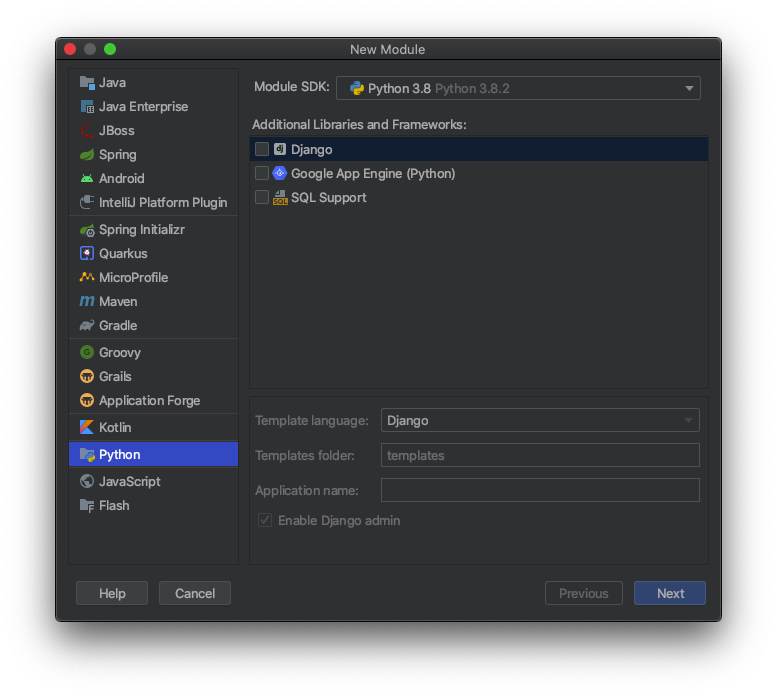 New Module
Java
Java Enterprise
JBoss
Spring
Android
IntelliJ Platform Plugin
Spring Initializr
Quarkus
MicroProfile
Maven
Gradle
Groovy
Grails
Application Forge
Kotlin
Python
JavaScript
Flash
Module SDK: Python 3.8 Python 3.8.2
Additional Libraries and Frameworks:
dj Django
Google App Engine (Python)
SQL SQL Support
Template language: Django
Templates folder: templates
Application name:
Enable Django admin
Help Cancel Previous Next